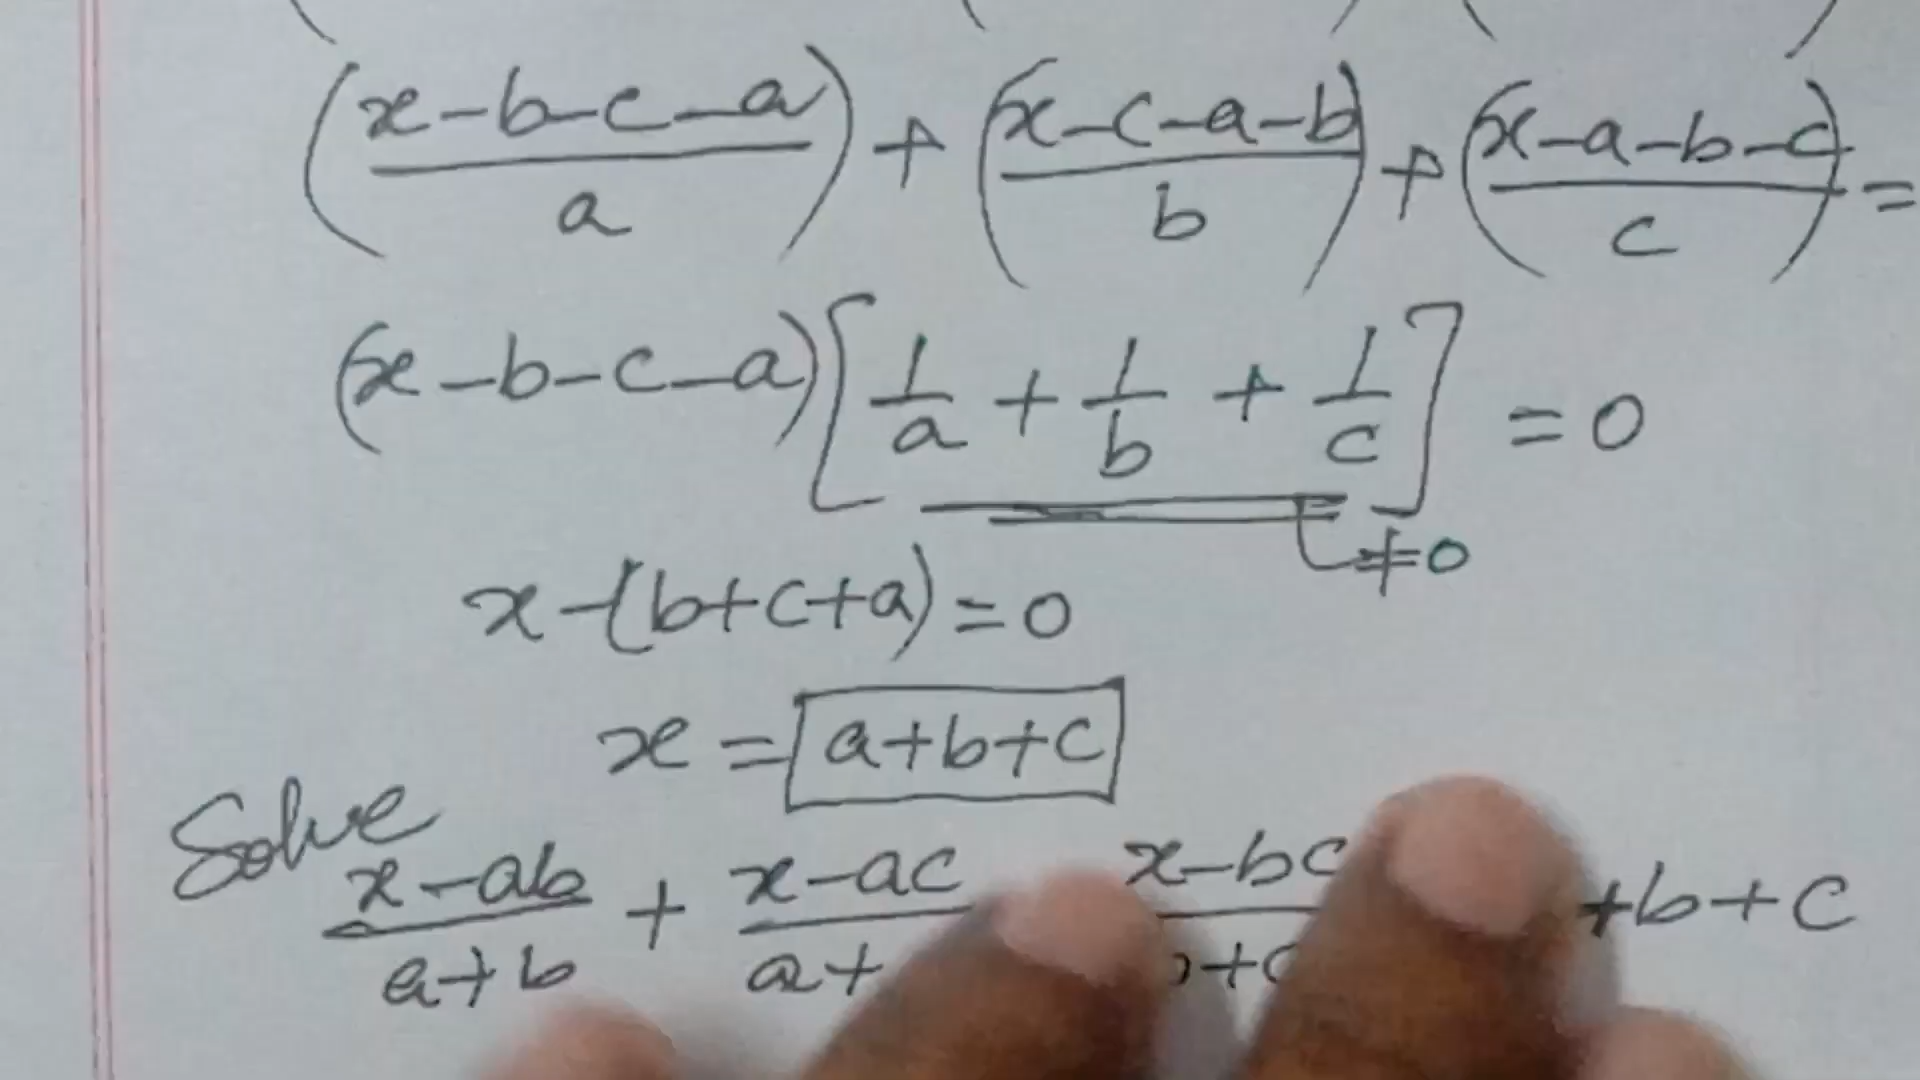 (x-b-c-a)/a + (x-c-a-b)/b + (x-a-b-c)/c =
(x-b-c-a)[1/a + 1/b + 1/c] = 0
≠0
x-(b+c+a)=0
x = a+b+c
Solve
x-ab/a+b + x-ac/a+ x-bc/b+c +b+c